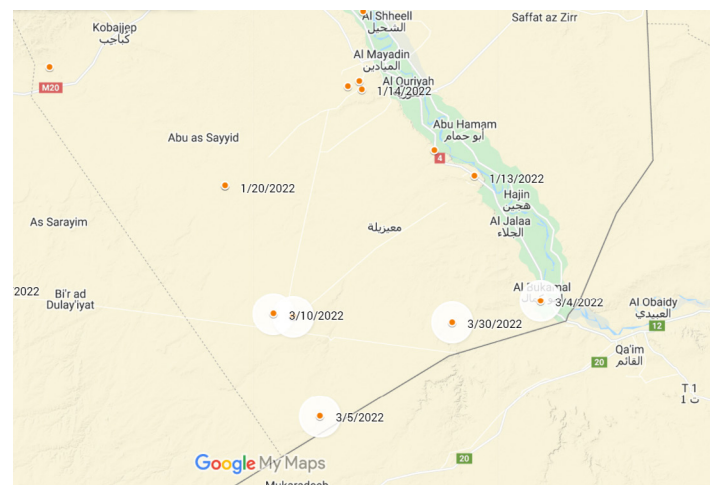 Al Shheell
الشحيل
Saffat az Zirr
Kobajjep
كباجيب
Al Mayadin
الميادين
M20
Al Quriyah
1/14/2022
Abu Hamam
أبو حمام
Abu as Sayyid
4
1/20/2022
1/13/2022
Hajin
هجين
As Sarayim
معيزيلة
Al Jalaa
الجلاء
2022
Bi'r ad
Dulay'iyat
Al Bukamal
3/4/2022
Al Obaidy
العبيدي
3/10/2022
3/30/2022
12
Qa'im
القائم
20
T 1
ت 1
3/5/2022
20
Google My Maps